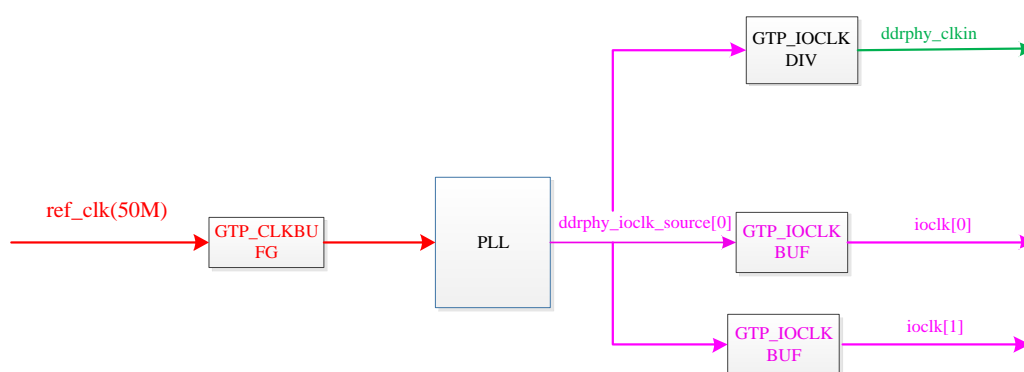 GTP_IOCLK
DIV
ddrphy_clkin
ref_clk(50M)
GTP_CLKBU
FG
PLL
ddrphy_ioclk_source[0]
GTP_IOCLK
BUF
ioclk[0]
GTP_IOCLK
BUF
ioclk[1]